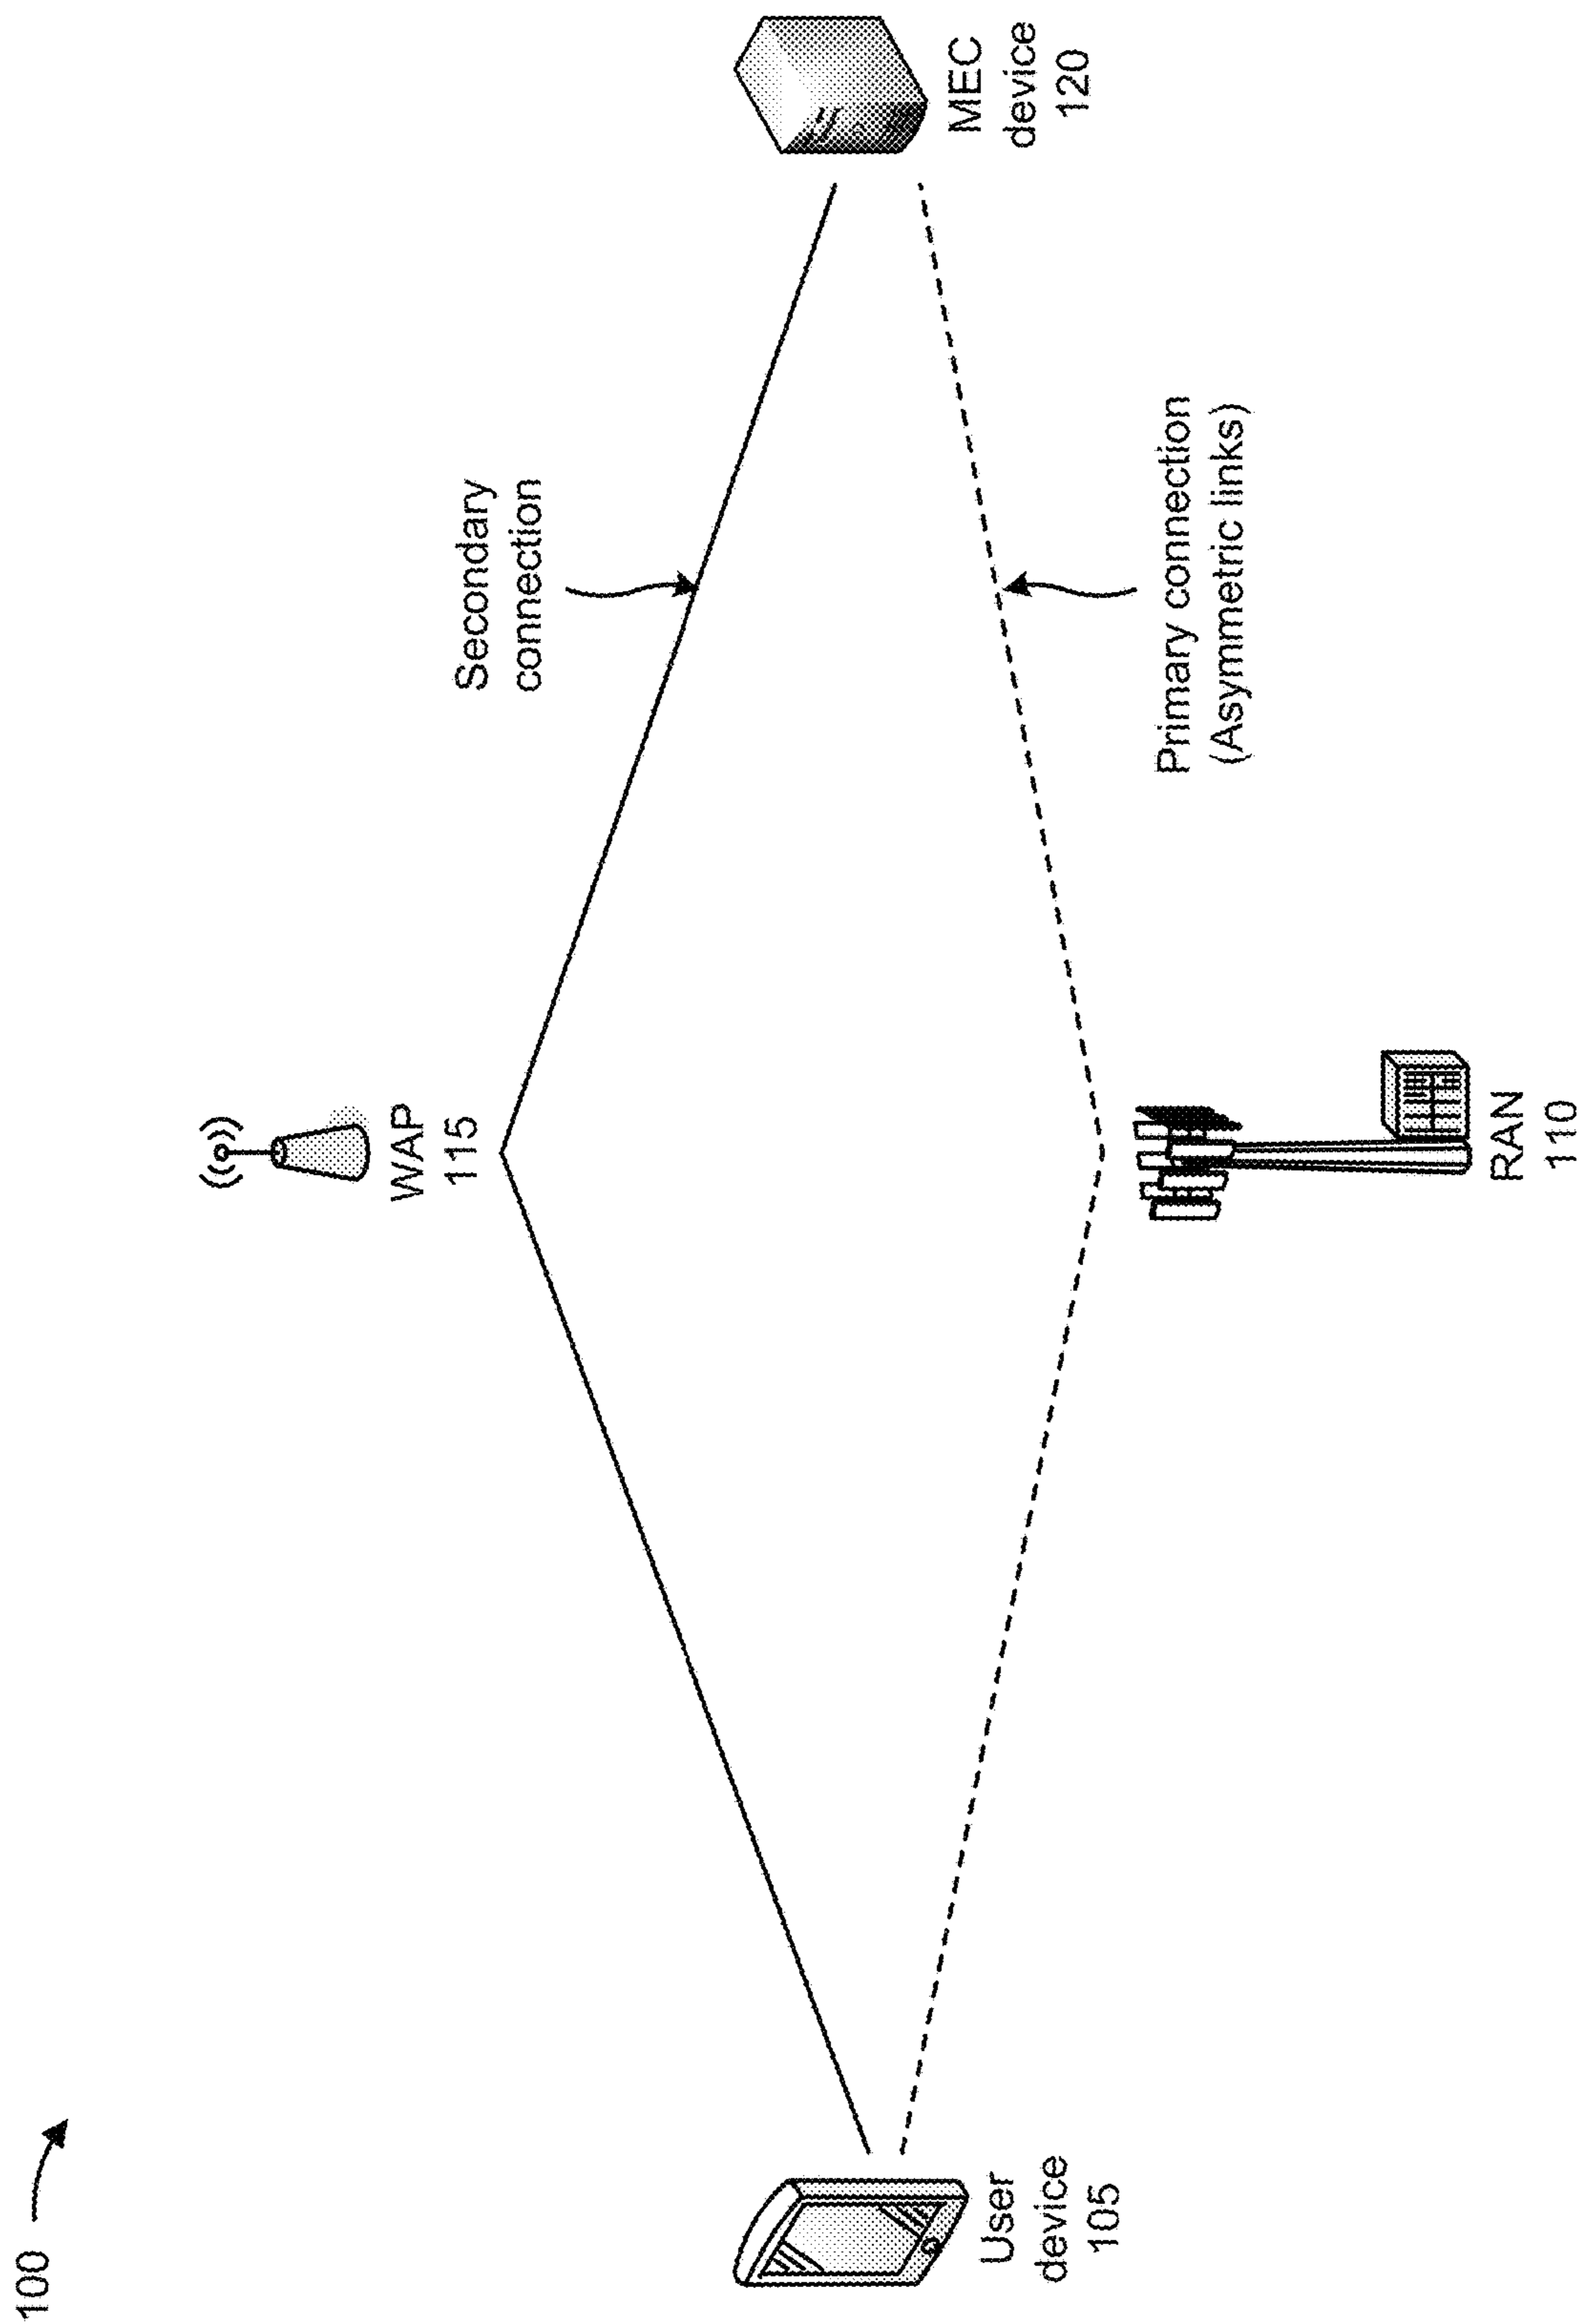 100
WAP
115
Secondary
connection
User
device
105
MEC
device
120
Primary connection
(Asymmetric links)
RAN
110